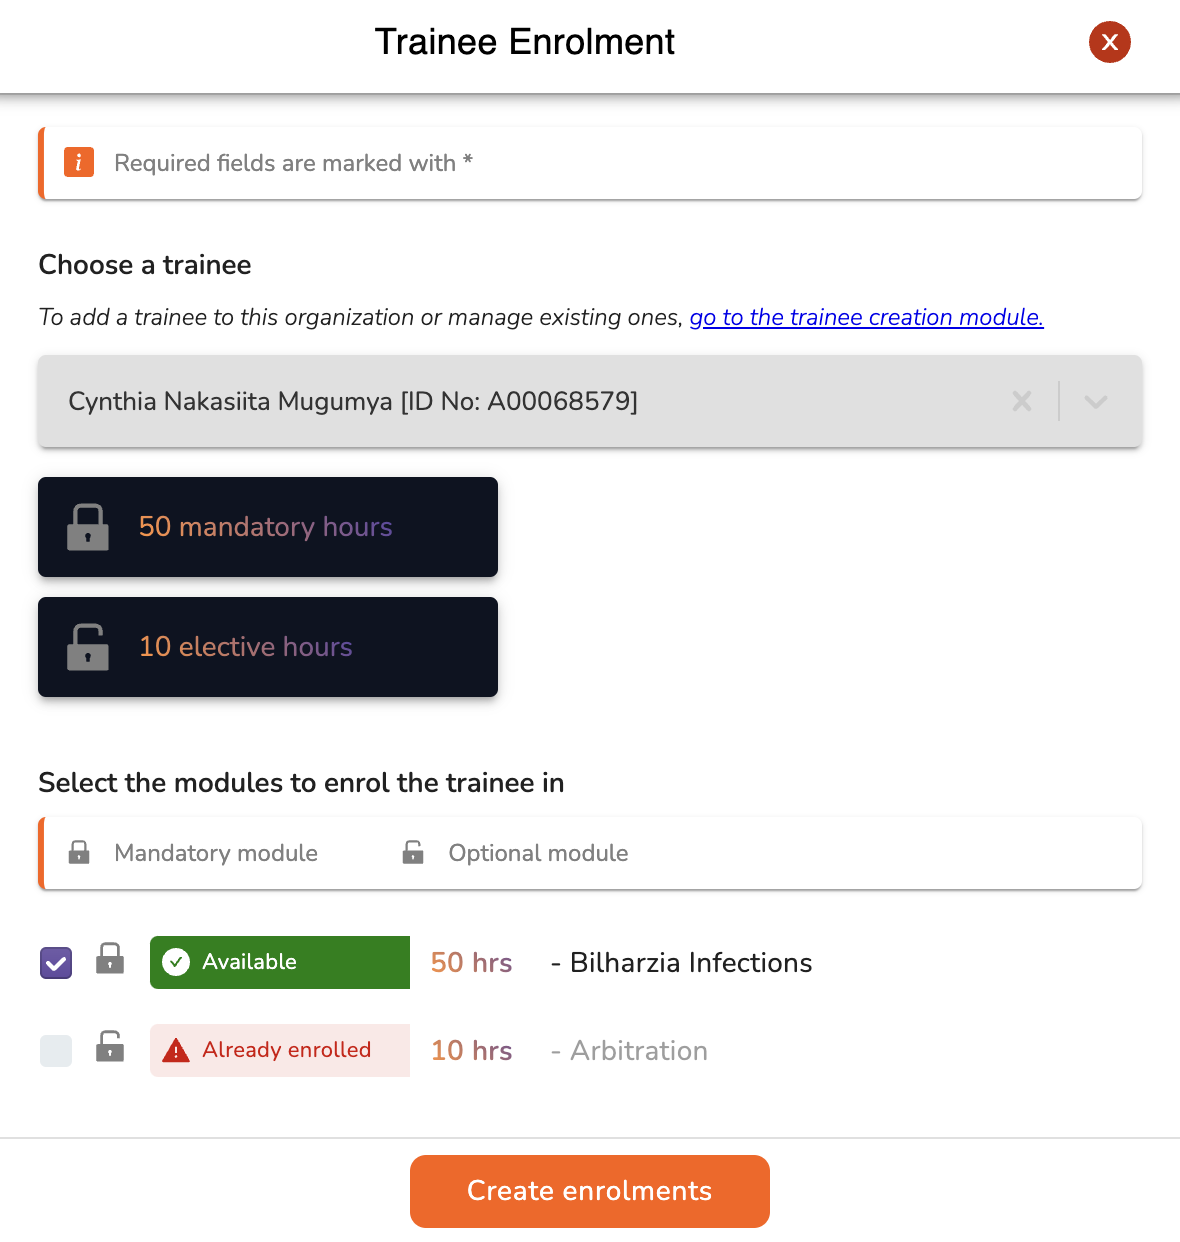 Trainee Enrolment
X
i Required fields are marked with *
Choose a trainee
To add a trainee to this organization or manage existing ones, go to the trainee creation module.
Cynthia Nakasiita Mugumya [ID No: A00068579]
50 mandatory hours
10 elective hours
Select the modules to enrol the trainee in
Mandatory module Optional module
Available 50 hrs - Bilharzia Infections
Already enrolled 10 hrs - Arbitration
Create enrolments